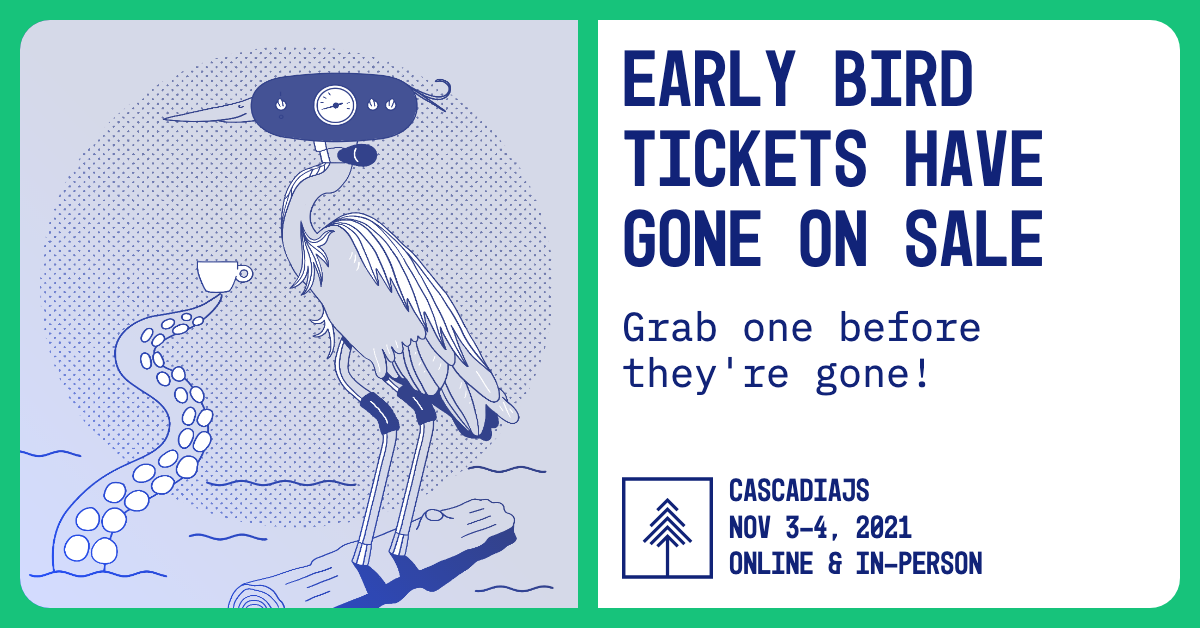 EARLY BIRD
TICKETS HAVE
GONE ON SALE
Grab one before
they're gone!
CASCADIAJS
NOV 3-4, 2021
ONLINE & IN-PERSON